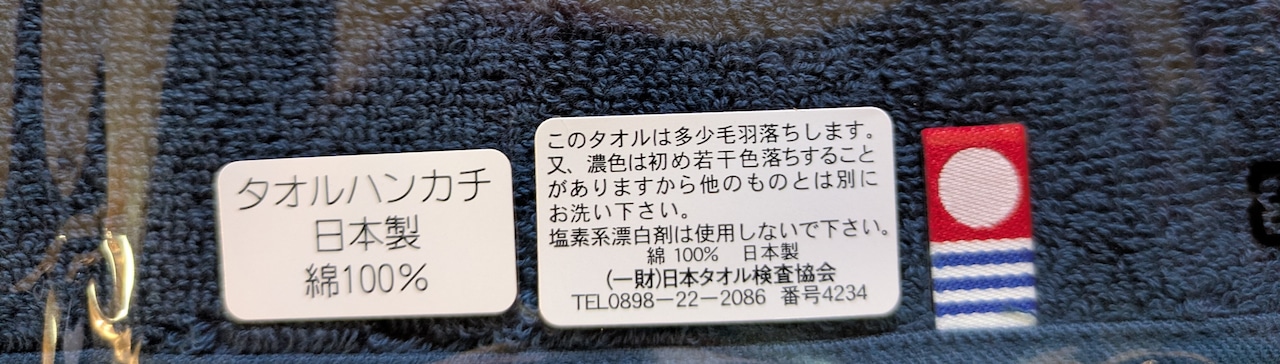 タオルハンカチ
日本製
綿100%
このタオルは多少毛羽落ちします。
又、濃色は初め若干色落ちすること
がありますから他のものとは別に
お洗い下さい。
塩素系漂白剤は使用しないで下さい。
綿 100% 日本製
(一財)日本タオル検査協会
TEL0898-22-2086 番号4234